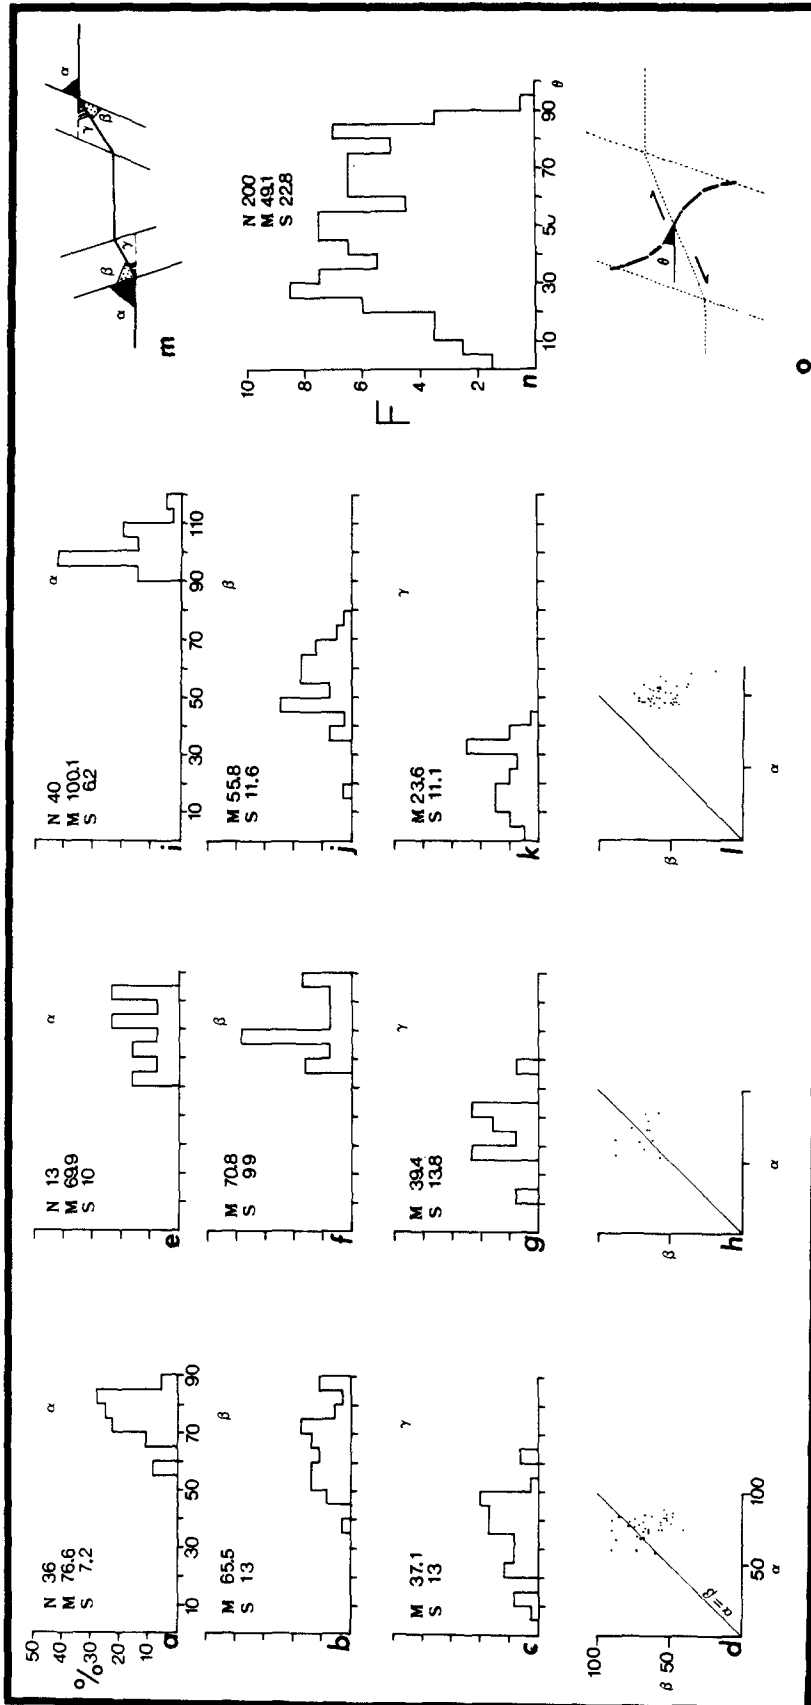 50
40
%30
20
10
a
N 36
M 76.6
S 7.2
α
10
30
50
70
90
e
N 13
M 69.9
S 10
α
i
N 40
M 100.1
S 6.2
α
10
30
50
70
90
110
b
M 65.5
S 13
β
f
M 70.8
S 9.9
β
j
M 55.8
S 11.6
β
c
M 37.1
S 13
γ
g
M 39.4
S 13.8
γ
k
M 23.6
S 11.1
γ
100
β 50
d
α=β
50
100
α
β
h
α
β
l
α
m
α
β
γ
γ
β
α
10
8
F 6
4
2
n
N 200
M 49.1
S 22.8
10
30
50
70
90
θ
θ
o